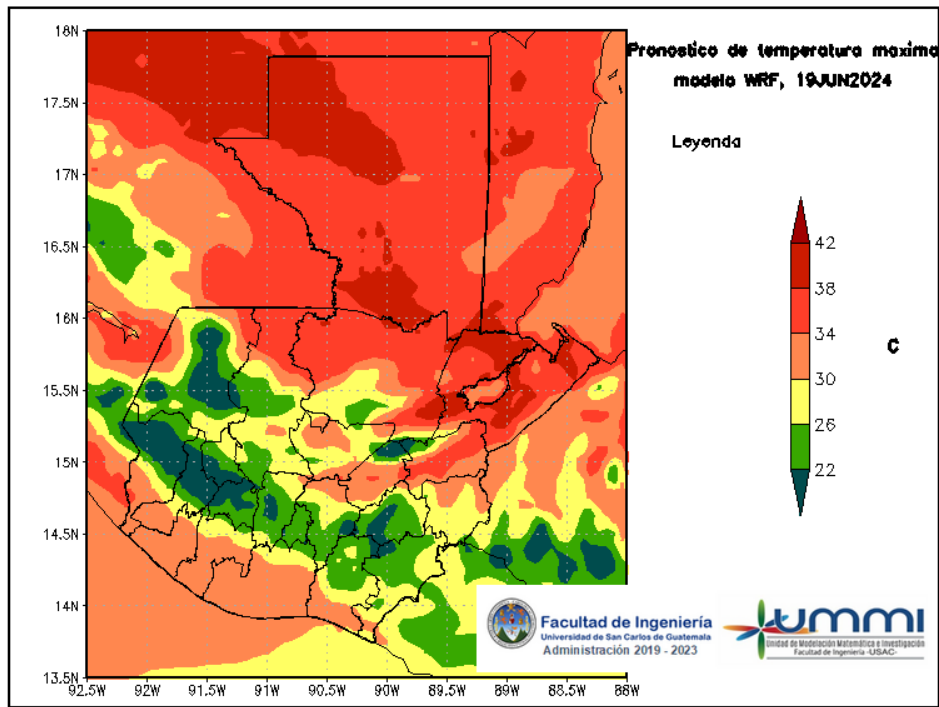 Pronostico de temperatura maxima
modelo WRF, 19JUN2024
Leyenda
42
38
34
30
26
22
C
18N
17.5N
17N
16.5N
16N
15.5N
15N
14.5N
14N
13.5N
92.5W
92W
91.5W
91W
90.5W
90W
89.5W
89W
88.5W
88W
Facultad de Ingeniería
Universidad de San Carlos de Guatemala
Administración 2019 - 2023
ummi
Unidad de Modelación Matemática e Investigación
Facultad de Ingeniería -USAC-